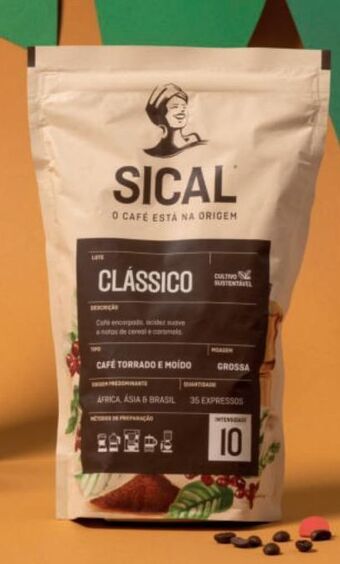 SICAL
O CAFÉ ESTÁ NA ORIGEM
LOTE
CLÁSSICO
CULTIVO
SUSTENTÁVEL
DESCRIÇÃO
Café encorpado, acidez suave
e notas de cereal e caramelo.
TIPO
MOAGEM
CAFÉ TORRADO E MOÍDO
GROSSA
ORIGEM PREDOMINANTE
QUANTIDADE
ÁFRICA, ÁSIA & BRASIL
35 EXPRESSOS
MÉTODOS DE PREPARAÇÃO
INTENSIDADE
10